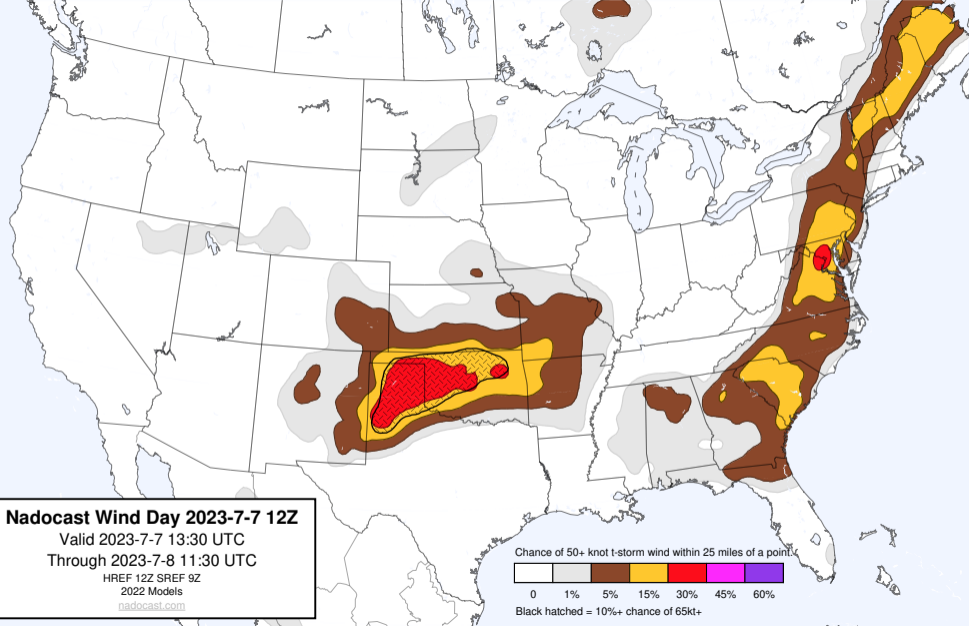 Nadocast Wind Day 2023-7-7 12Z
Valid 2023-7-7 13:30 UTC
Through 2023-7-8 11:30 UTC
HREF 12Z SREF 9Z
2022 Models
nadocast.com
Chance of 50+ knot t-storm wind within 25 miles of a point.
0 1% 5% 15% 30% 45% 60%
Black hatched = 10%+ chance of 65kt+